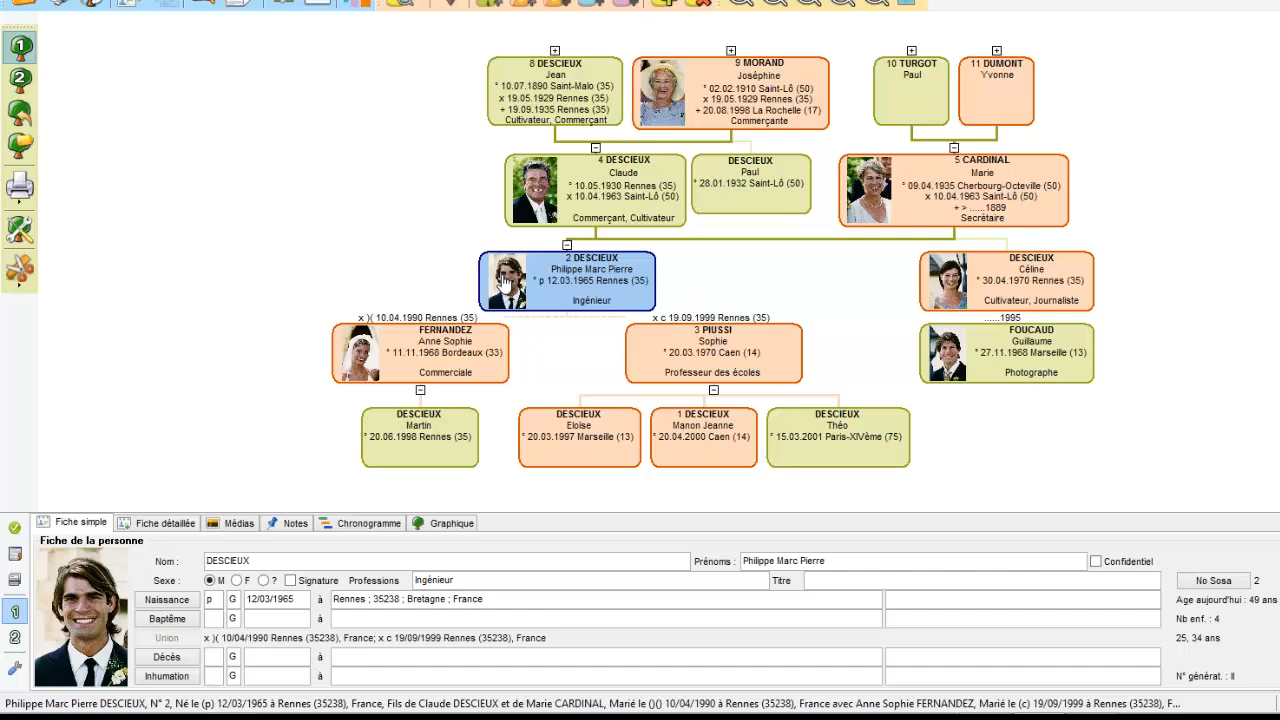 8 DESCIEUX
Jean
° 10.07.1890 Saint-Malo (35)
x 19.05.1929 Rennes (35)
+ 19.09.1935 Rennes (35)
Cultivateur, Commerçant
9 MORAND
Joséphine
° 02.02.1910 Saint-Lô (50)
x 19.05.1929 Rennes (35)
+ 20.08.1998 La Rochelle (17)
Commerçante
10 TURGOT
Paul
11 DUMONT
Yvonne
4 DESCIEUX
Claude
° 10.05.1930 Rennes (35)
x 10.04.1963 Saint-Lô (50)
Commerçant, Cultivateur
DESCIEUX
Paul
° 28.01.1932 Saint-Lô (50)
5 CARDINAL
Marie
° 09.04.1935 Cherbourg-Octeville (50)
x 10.04.1963 Saint-Lô (50)
+ > ......1889
Secrétaire
2 DESCIEUX
Philippe Marc Pierre
° p 12.03.1965 Rennes (35)
Ingénieur
DESCIEUX
Céline
° 30.04.1970 Rennes (35)
Cultivateur, Journaliste
x )( 10.04.1990 Rennes (35)
x c 19.09.1999 Rennes (35)
......1995
FERNANDEZ
Anne Sophie
° 11.11.1968 Bordeaux (33)
Commerciale
3 PIUSSI
Sophie
° 20.03.1970 Caen (14)
Professeur des écoles
FOUCAUD
Guillaume
° 27.11.1968 Marseille (13)
Photographe
DESCIEUX
Martin
° 20.06.1998 Rennes (35)
DESCIEUX
Eloïse
° 20.03.1997 Marseille (13)
1 DESCIEUX
Manon Jeanne
° 20.04.2000 Caen (14)
DESCIEUX
Théo
° 15.03.2001 Paris-XIVème (75)
1
2
Fiche simple Fiche détaillée Médias Notes Chronogramme Graphique
Fiche de la personne
Nom : DESCIEUX Prénoms : Philippe Marc Pierre Confidentiel
Sexe : M F ? Signature Professions Ingénieur Titre No Sosa 2
Naissance p G 12/03/1965 à Rennes ; 35238 ; Bretagne ; France Age aujourd'hui : 49 ans
Baptême G à Nb enf. : 4
Union x )( 10/04/1990 Rennes (35238), France; x c 19/09/1999 Rennes (35238), France 25, 34 ans
Décès G à
Inhumation G à N° générat. : II
1
2
Philippe Marc Pierre DESCIEUX, N° 2, Né le (p) 12/03/1965 à Rennes (35238), France, Fils de Claude DESCIEUX et de Marie CARDINAL, Marié le ()() 10/04/1990 à Rennes (35238), France avec Anne Sophie FERNANDEZ, Marié le (c) 19/09/1999 à Rennes (35238), F...